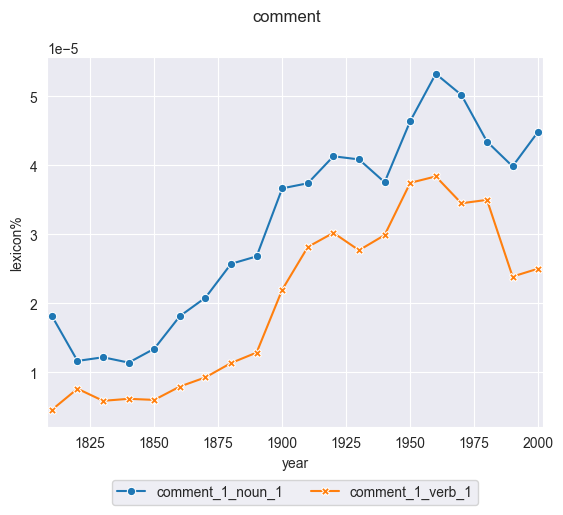 comment
1e−5
5
4
3
2
1
lexicon%
1825 1850 1875 1900 1925 1950 1975 2000
year
comment_1_noun_1 comment_1_verb_1